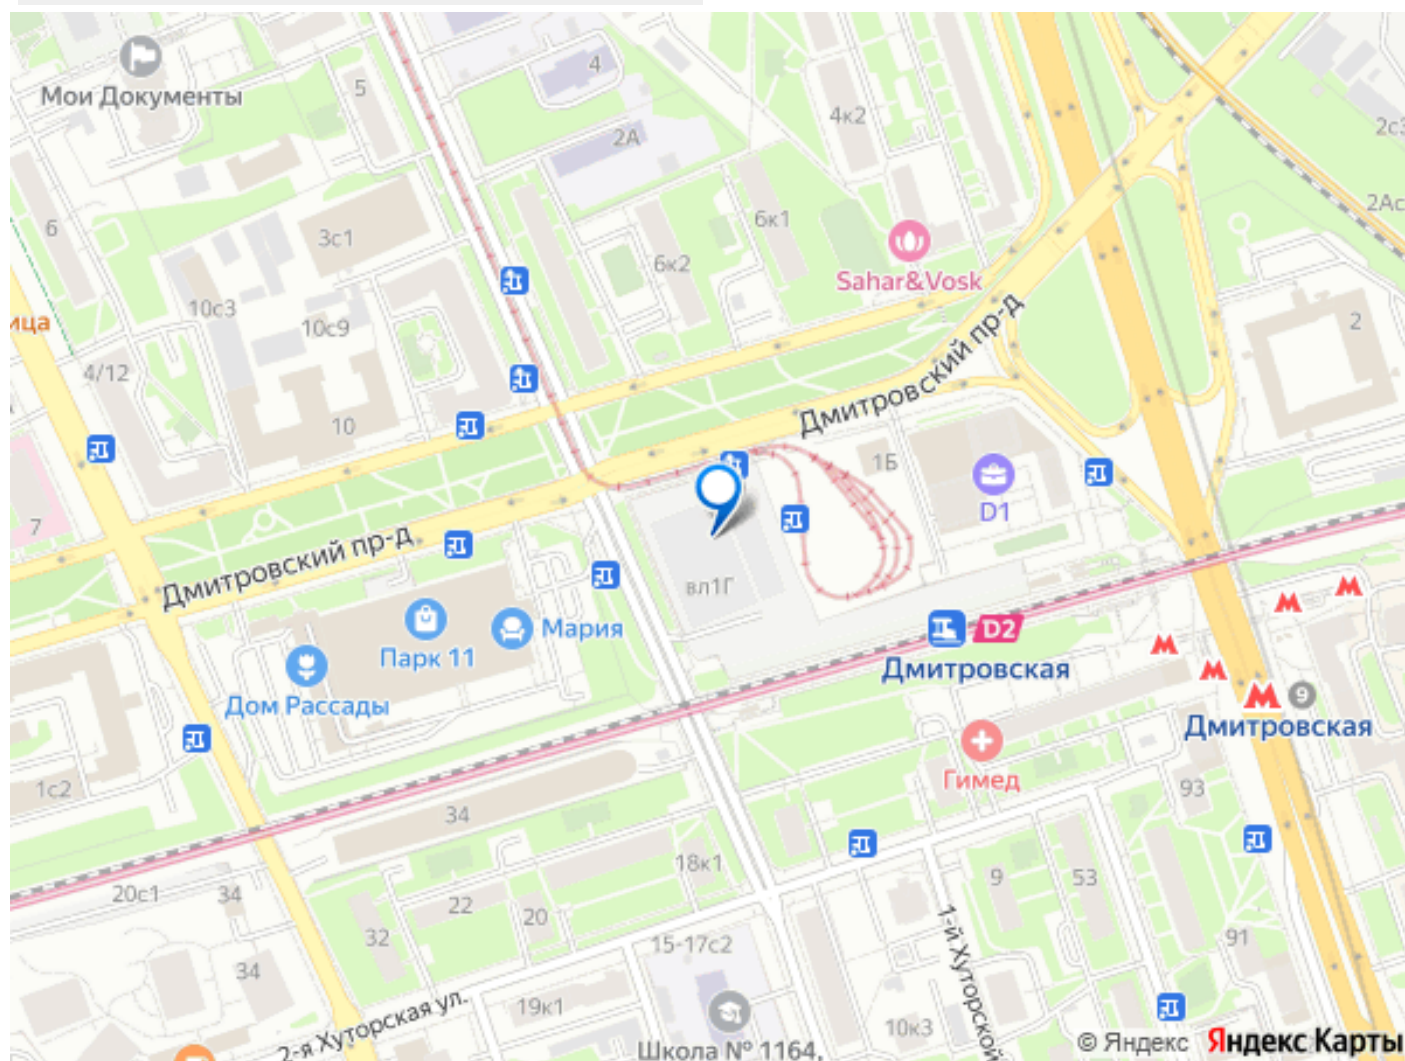 Мои Документы
5
4
2А
4к2
2с3
2Ас
6
3с1
6к1
6к2
Sahar&Vosk
10с3
10с9
ица
2
4/12
Дмитровский пр-д
10
1Б
D1
7
Дмитровский пр-д
вл1Г
Парк 11
Мария
D2
Дмитровская
Дом Рассады
9
Дмитровская
Гимед
1с2
34
93
18к1
20с1
34
22
20
32
9
53
15-17с2
91
34
19к1
2-я Хуторская ул.
1-й Хуторской
10к3
Школа № 1164,
© Яндекс Яндекс Карты